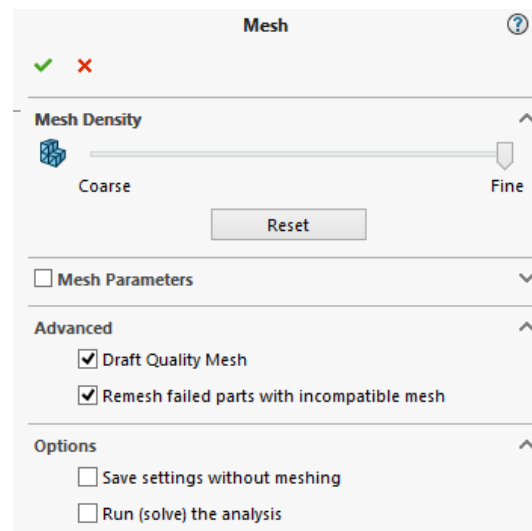 Mesh
Mesh Density
Coarse Fine
Reset
Mesh Parameters
Advanced
Draft Quality Mesh
Remesh failed parts with incompatible mesh
Options
Save settings without meshing
Run (solve) the analysis